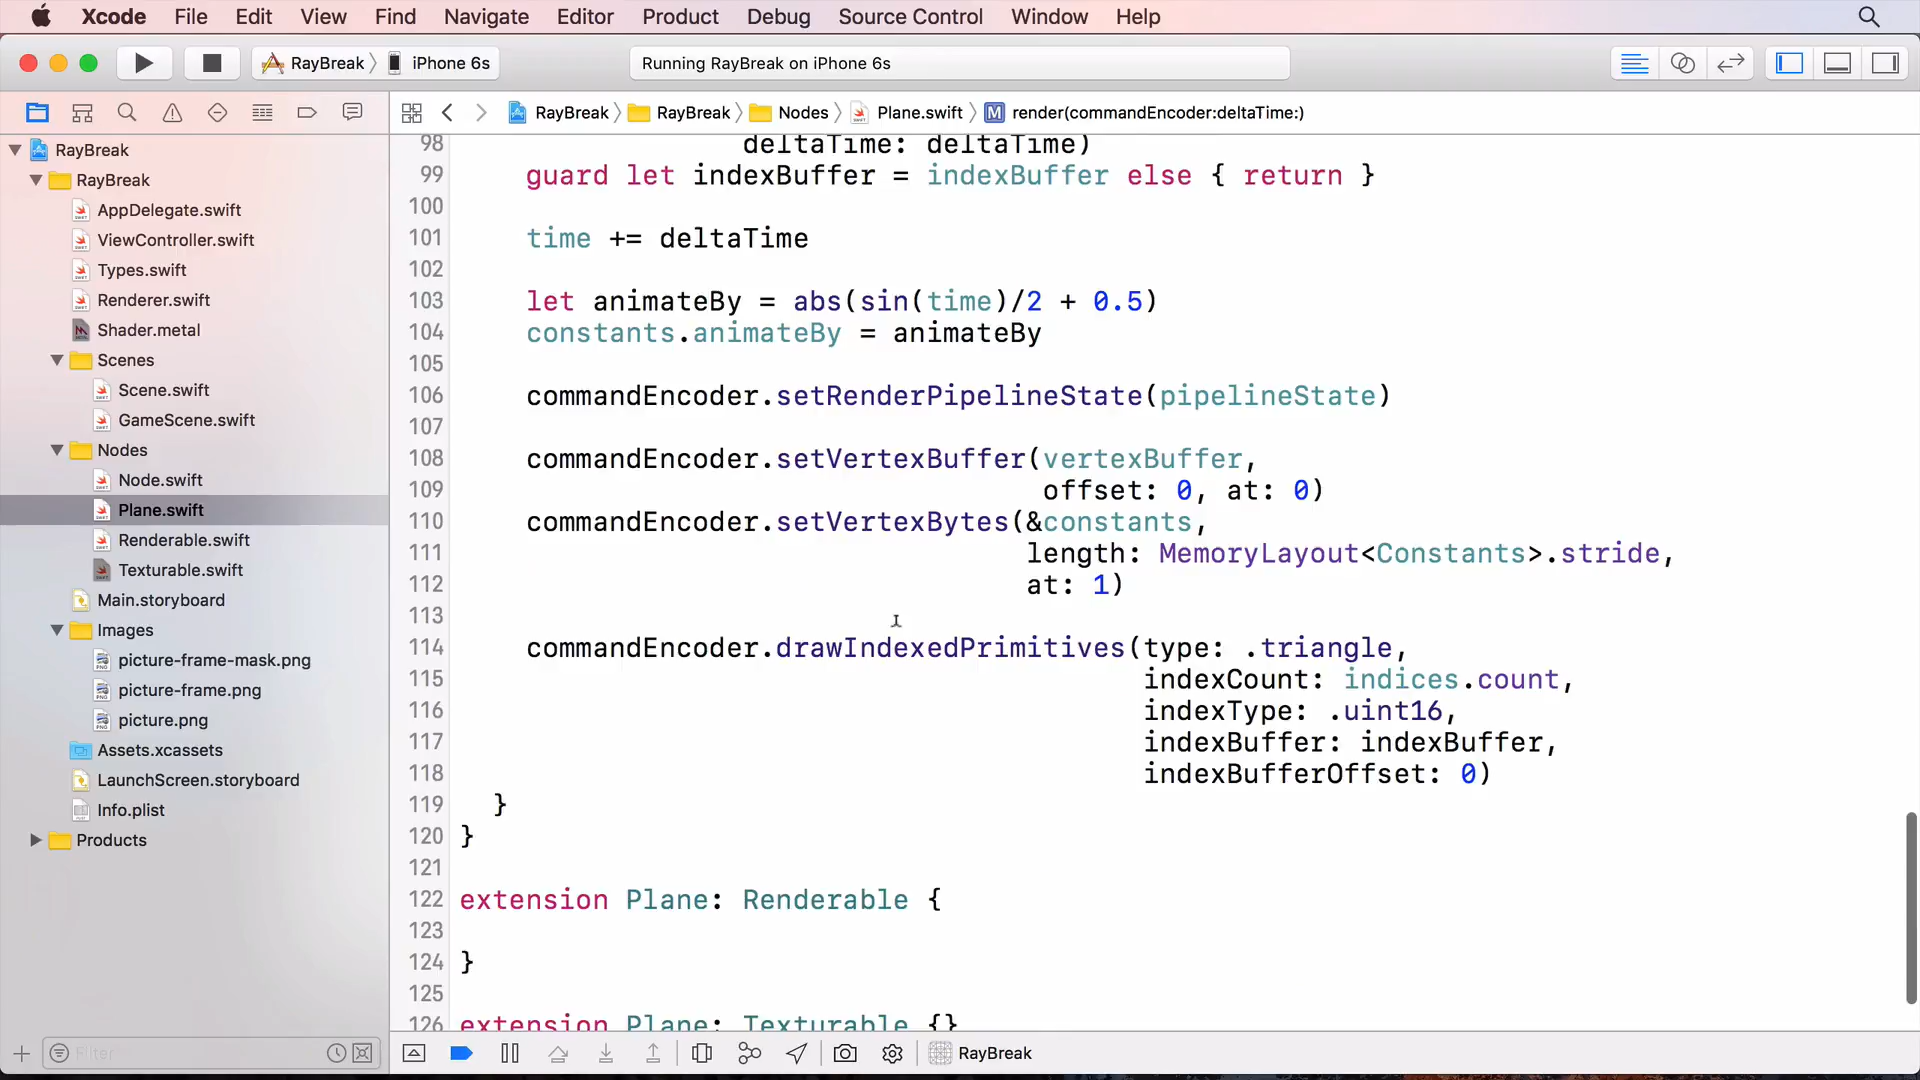 Xcode File Edit View Find Navigate Editor Product Debug Source Control Window Help
RayBreak iPhone 6s Running RayBreak on iPhone 6s
RayBreak RayBreak Nodes Plane.swift M render(commandEncoder:deltaTime:)
RayBreak
RayBreak
AppDelegate.swift
ViewController.swift
Types.swift
Renderer.swift
Shader.metal
Scenes
Scene.swift
GameScene.swift
Nodes
Node.swift
Plane.swift
Renderable.swift
Texturable.swift
Main.storyboard
Images
picture-frame-mask.png
picture-frame.png
picture.png
Assets.xcassets
LaunchScreen.storyboard
Info.plist
Products
Filter
98 deltaTime: deltaTime)
99 guard let indexBuffer = indexBuffer else { return }
100
101 time += deltaTime
102
103 let animateBy = abs(sin(time)/2 + 0.5)
104 constants.animateBy = animateBy
105
106 commandEncoder.setRenderPipelineState(pipelineState)
107
108 commandEncoder.setVertexBuffer(vertexBuffer,
109 offset: 0, at: 0)
110 commandEncoder.setVertexBytes(&constants,
111 length: MemoryLayout<Constants>.stride,
112 at: 1)
113
114 commandEncoder.drawIndexedPrimitives(type: .triangle,
115 indexCount: indices.count,
116 indexType: .uint16,
117 indexBuffer: indexBuffer,
118 indexBufferOffset: 0)
119 }
120 }
121
122 extension Plane: Renderable {
123
124 }
125
126 extension Plane: Texturable {}
RayBreak